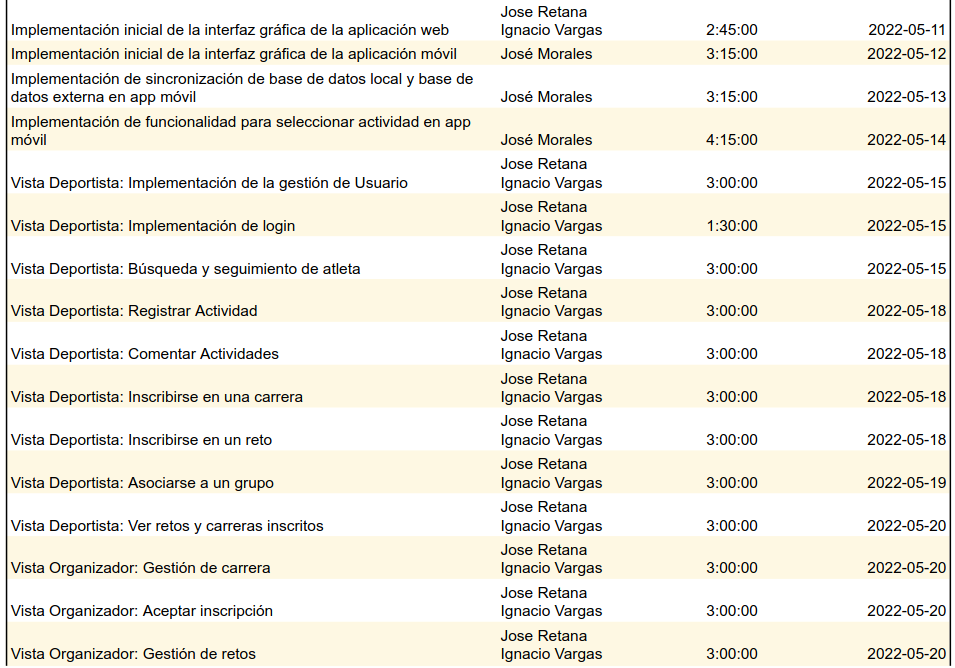 Jose Retana
Implementación inicial de la interfaz gráfica de la aplicación web Ignacio Vargas 2:45:00 2022-05-11
Implementación inicial de la interfaz gráfica de la aplicación móvil José Morales 3:15:00 2022-05-12
Implementación de sincronización de base de datos local y base de
datos externa en app móvil José Morales 3:15:00 2022-05-13
Implementación de funcionalidad para seleccionar actividad en app
móvil José Morales 4:15:00 2022-05-14
Jose Retana
Vista Deportista: Implementación de la gestión de Usuario Ignacio Vargas 3:00:00 2022-05-15
Jose Retana
Vista Deportista: Implementación de login Ignacio Vargas 1:30:00 2022-05-15
Jose Retana
Vista Deportista: Búsqueda y seguimiento de atleta Ignacio Vargas 3:00:00 2022-05-15
Jose Retana
Vista Deportista: Registrar Actividad Ignacio Vargas 3:00:00 2022-05-18
Jose Retana
Vista Deportista: Comentar Actividades Ignacio Vargas 3:00:00 2022-05-18
Jose Retana
Vista Deportista: Inscribirse en una carrera Ignacio Vargas 3:00:00 2022-05-18
Jose Retana
Vista Deportista: Inscribirse en un reto Ignacio Vargas 3:00:00 2022-05-18
Jose Retana
Vista Deportista: Asociarse a un grupo Ignacio Vargas 3:00:00 2022-05-19
Jose Retana
Vista Deportista: Ver retos y carreras inscritos Ignacio Vargas 3:00:00 2022-05-20
Jose Retana
Vista Organizador: Gestión de carrera Ignacio Vargas 3:00:00 2022-05-20
Jose Retana
Vista Organizador: Aceptar inscripción Ignacio Vargas 3:00:00 2022-05-20
Jose Retana
Vista Organizador: Gestión de retos Ignacio Vargas 3:00:00 2022-05-20